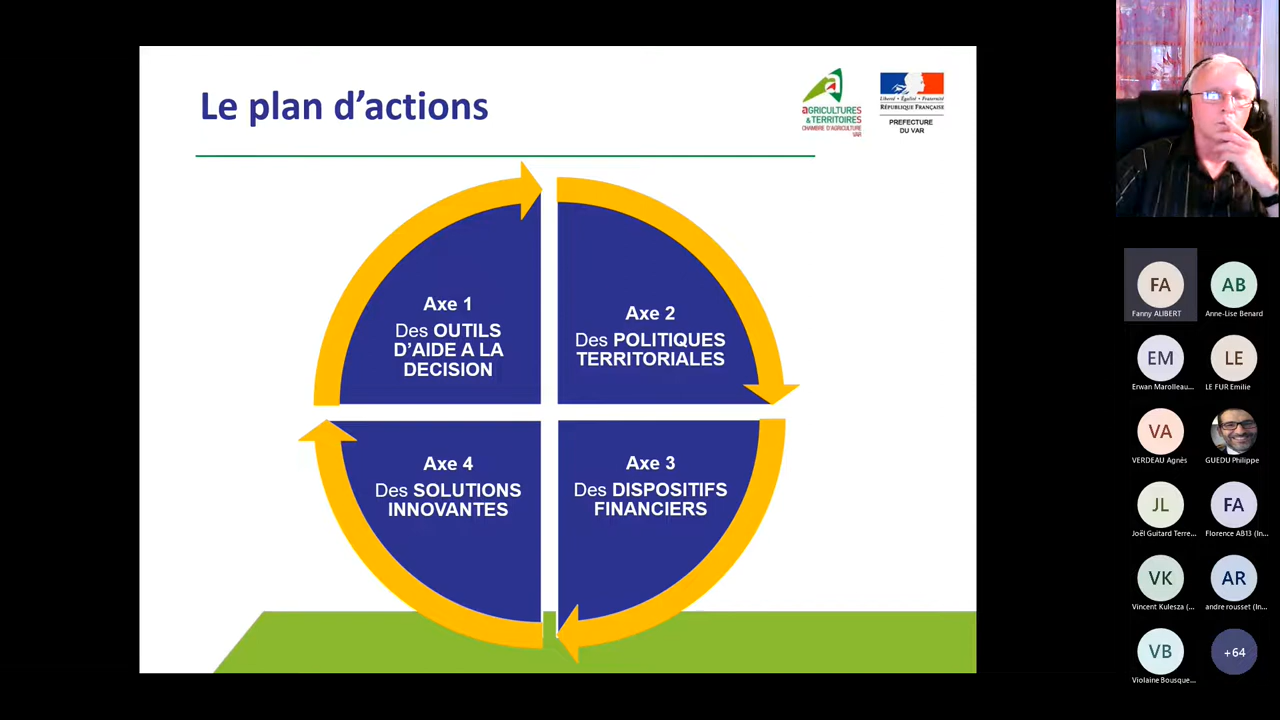 Le plan d'actions
AGRICULTURES
& TERRITOIRES
CHAMBRE D'AGRICULTURE
VAR
Liberté • Égalité • Fraternité
RÉPUBLIQUE FRANÇAISE
PREFECTURE
DU VAR
Axe 1
Des OUTILS
D'AIDE A LA
DECISION
Axe 2
Des POLITIQUES
TERRITORIALES
Axe 4
Des SOLUTIONS
INNOVANTES
Axe 3
Des DISPOSITIFS
FINANCIERS
FA
Fanny ALIBERT
AB
Anne-Lise Benard
EM
Erwan Marolleau...
LE
LE FUR Emilie
VA
VERDEAU Agnès
GUEDU Philippe
JL
Joël Guitard Terre...
FA
Florence AB13 (In...
VK
Vincent Kulesza (...
AR
andre rousset (In...
VB
Violaine Bousque...
+64